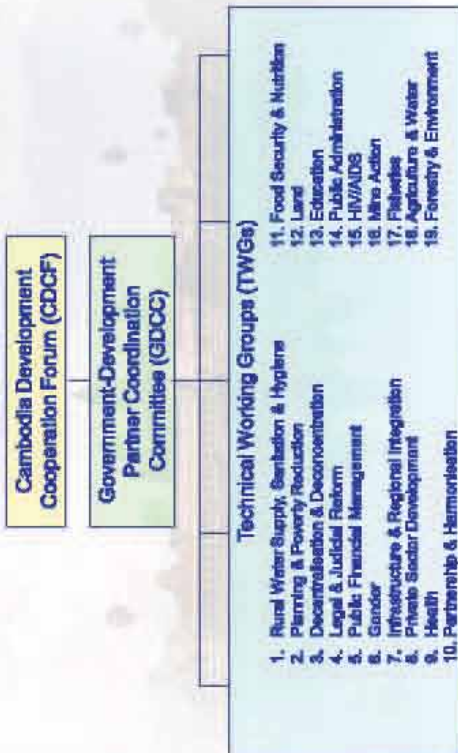 Cambodia Development
Cooperation Forum (CDCF)
Government-Development
Partner Coordination
Committee (GDCC)
Technical Working Groups (TWGs)
1. Rural Water Supply, Sanitation & Hygiene
2. Planning & Poverty Reduction
3. Decentralisation & Deconcentration
4. Legal & Judicial Reform
5. Public Financial Management
6. Gender
7. Infrastructure & Regional Integration
8. Private Sector Development
9. Health
10. Partnership & Harmonisation
11. Food Security & Nutrition
12. Land
13. Education
14. Public Administration
15. HIV/AIDS
16. Mine Action
17. Fisheries
18. Agriculture & Water
19. Forestry & Environment